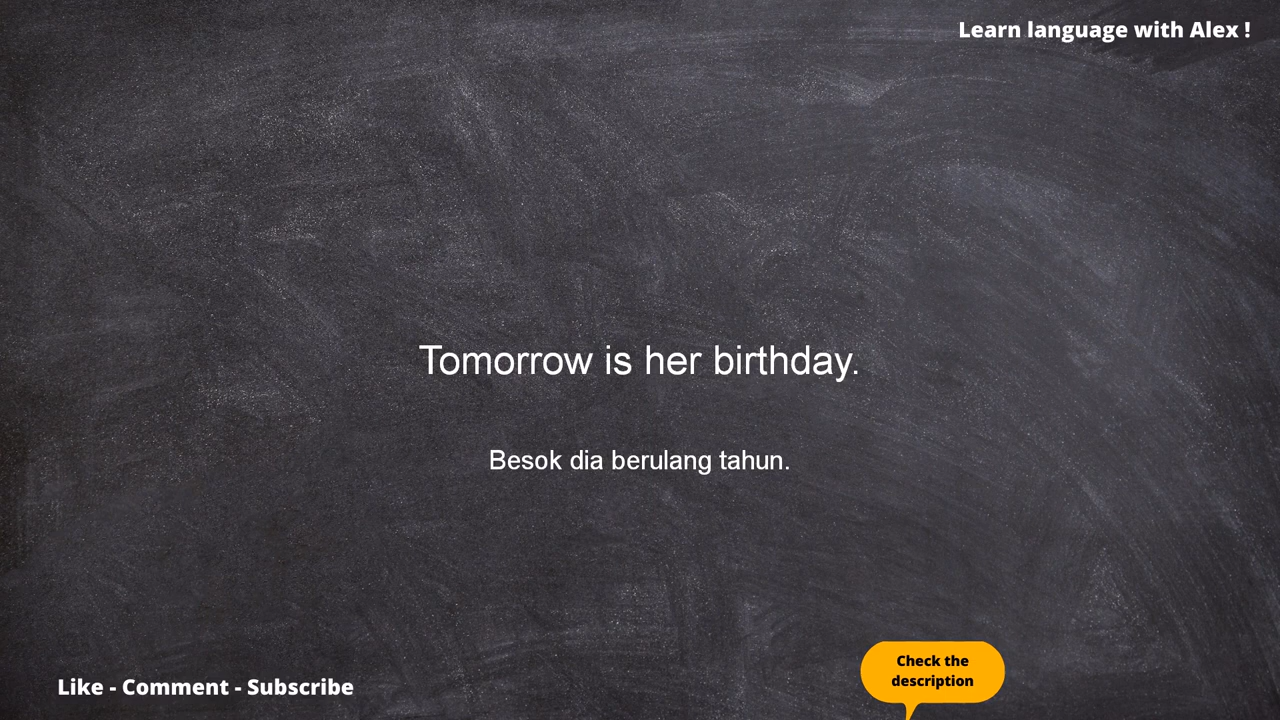 Learn language with Alex !
Tomorrow is her birthday.
Besok dia berulang tahun.
Check the
description
Like - Comment - Subscribe